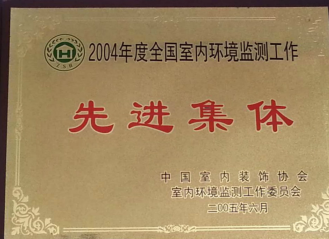 2004年度全国室内环境监测工作
先进集体
中国室内装饰协会
室内环境监测工作委员会
二00五年六月